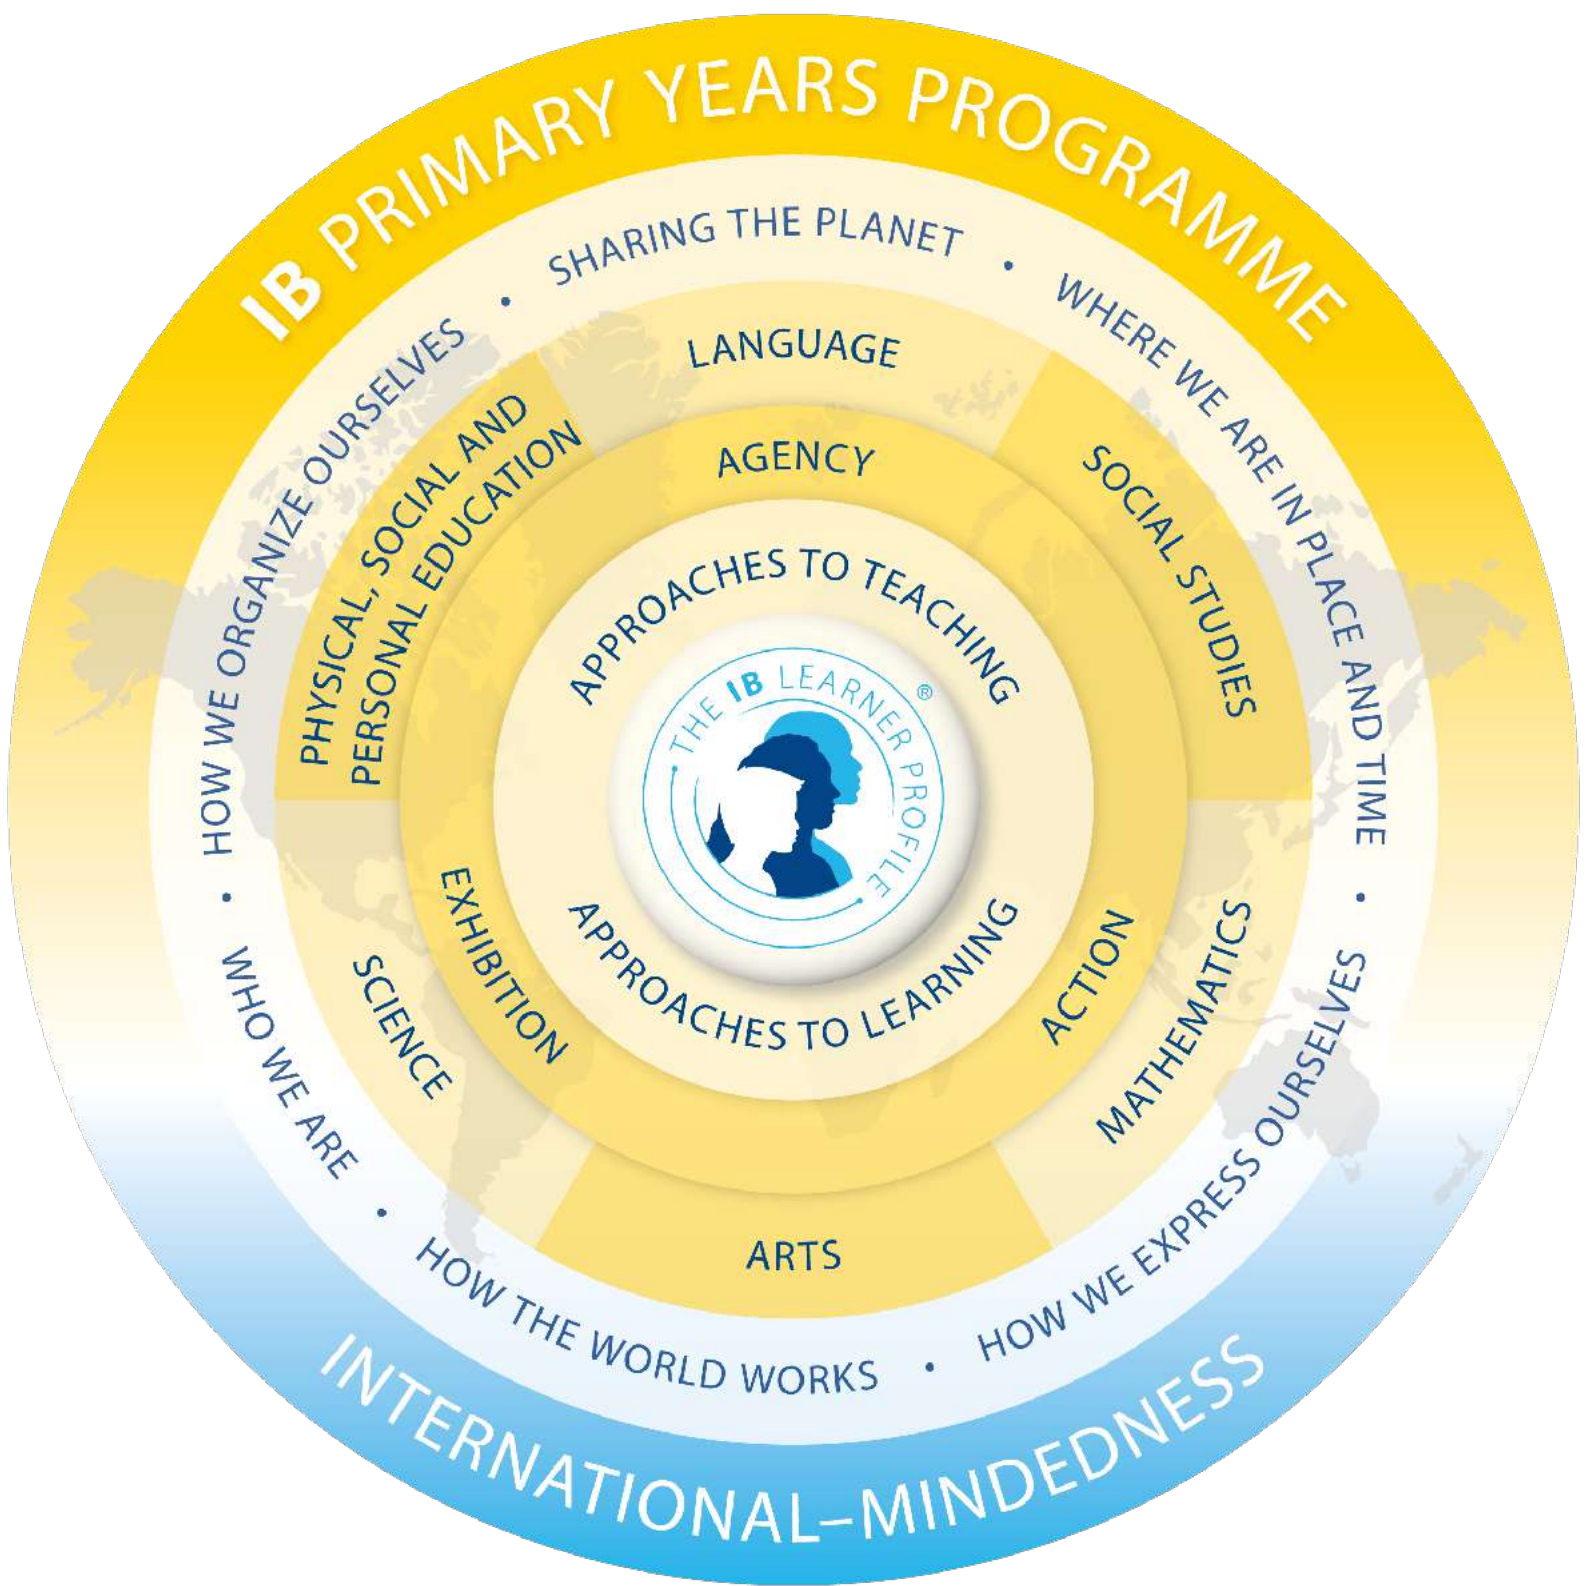 IB PRIMARY YEARS PROGRAMME
SHARING THE PLANET
•
WHERE WE ARE IN PLACE AND TIME
•
HOW WE EXPRESS OURSELVES
•
HOW THE WORLD WORKS
•
WHO WE ARE
•
HOW WE ORGANIZE OURSELVES
•
LANGUAGE
SOCIAL STUDIES
MATHEMATICS
ARTS
SCIENCE
PHYSICAL, SOCIAL AND
PERSONAL EDUCATION
AGENCY
ACTION
EXHIBITION
APPROACHES TO TEACHING
THE IB LEARNER PROFILE ®
APPROACHES TO LEARNING
INTERNATIONAL–MINDEDNESS